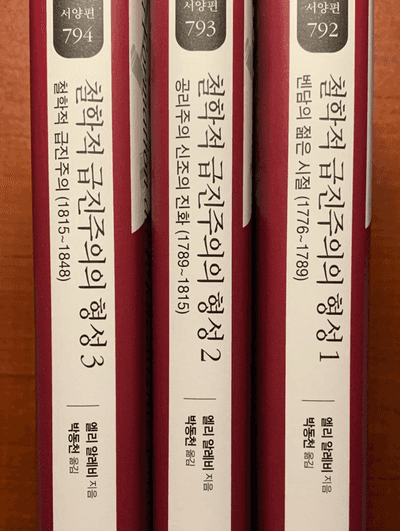 서양편
794
철학적 급진주의의 형성 3
철학적 급진주의 (1815~1848)
엘리 알레비 지음
박동천 옮김
서양편
793
철학적 급진주의의 형성 2
공리주의 신조의 진화 (1789~1815)
엘리 알레비 지음
박동천 옮김
서양편
792
철학적 급진주의의 형성 1
벤담의 젊은 시절 (1776~1789)
엘리 알레비 지음
박동천 옮김